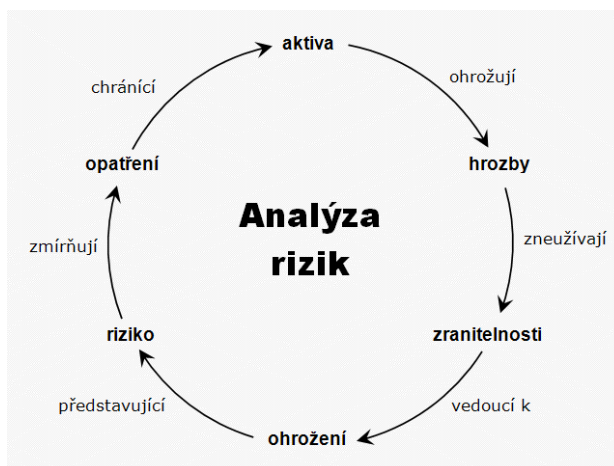 aktiva
ohrožují
hrozby
zneužívají
zranitelnosti
vedoucí k
ohrožení
představující
riziko
zmírňují
opatření
chránící
Analýza
rizik